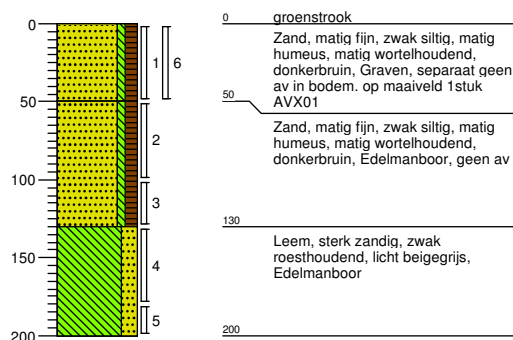 0
50
100
150
200
1
6
2
3
4
5
0
groenstrook
Zand, matig fijn, zwak siltig, matig
humeus, matig wortelhoudend,
donkerbruin, Graven, separaat geen
av in bodem. op maaiveld 1stuk
AVX01
50
Zand, matig fijn, zwak siltig, matig
humeus, matig wortelhoudend,
donkerbruin, Edelmanboor, geen av
130
Leem, sterk zandig, zwak
roesthoudend, licht beigegrijs,
Edelmanboor
200